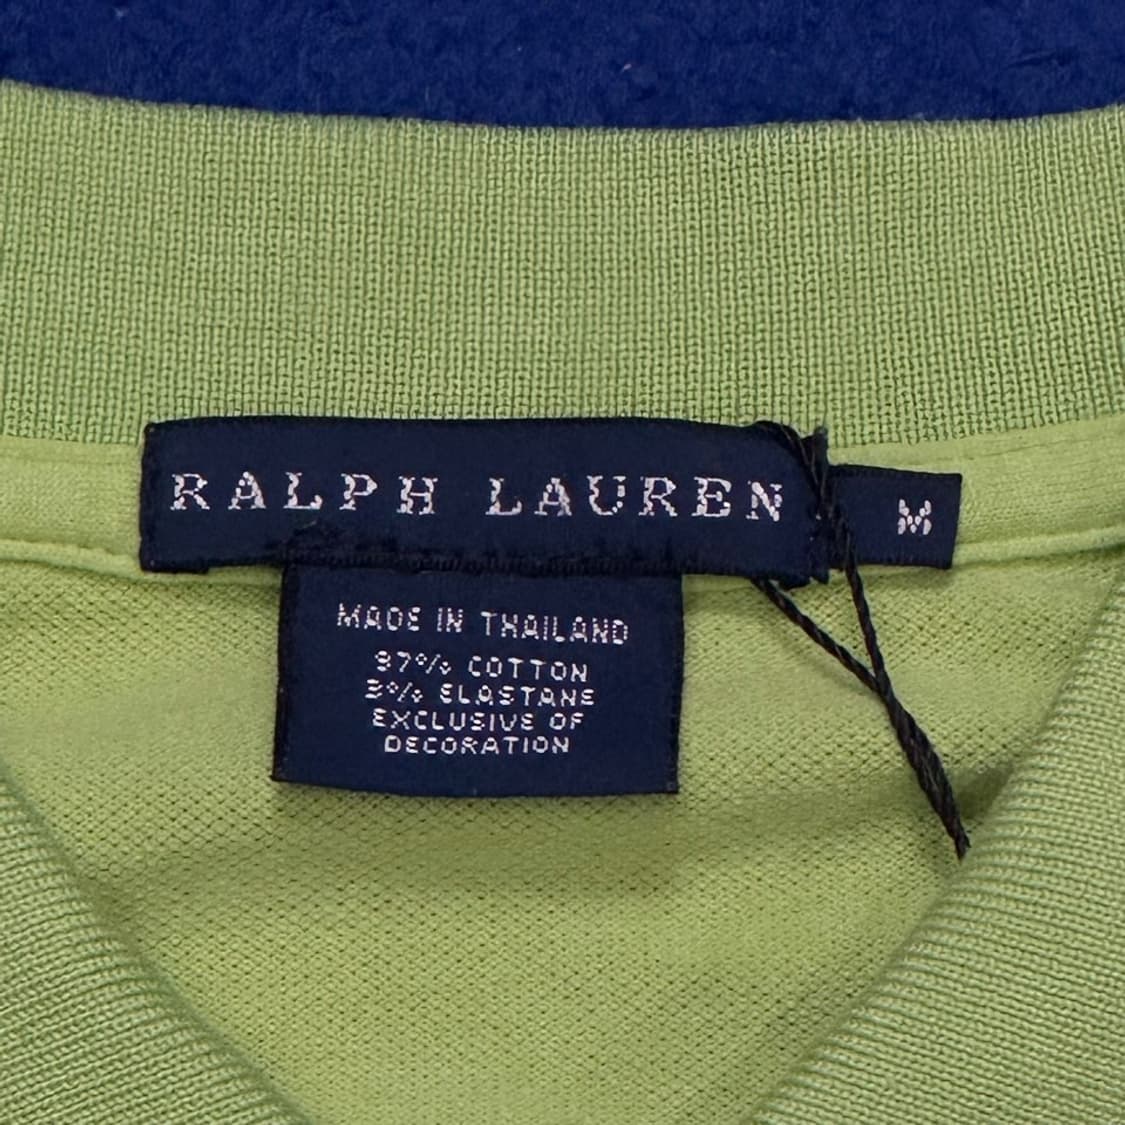 RALPH LAUREN
M
MADE IN THAILAND
97% COTTON
3% ELASTANE
EXCLUSIVE OF
DECORATION